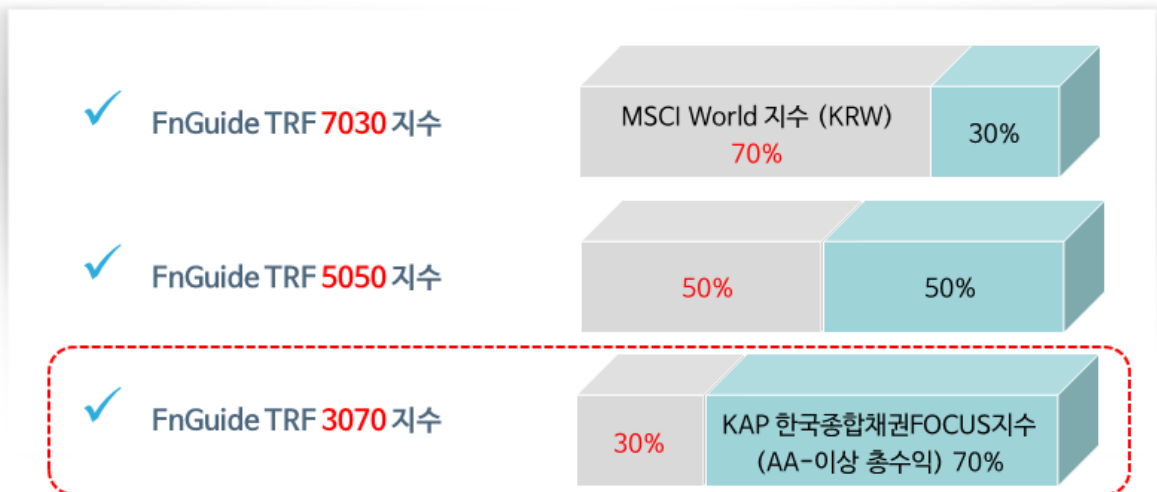 FnGuide TRF 7030 지수
MSCI World 지수 (KRW)
70%
30%
FnGuide TRF 5050 지수
50%
50%
FnGuide TRF 3070 지수
30%
KAP 한국종합채권FOCUS지수
(AA-이상 총수익) 70%